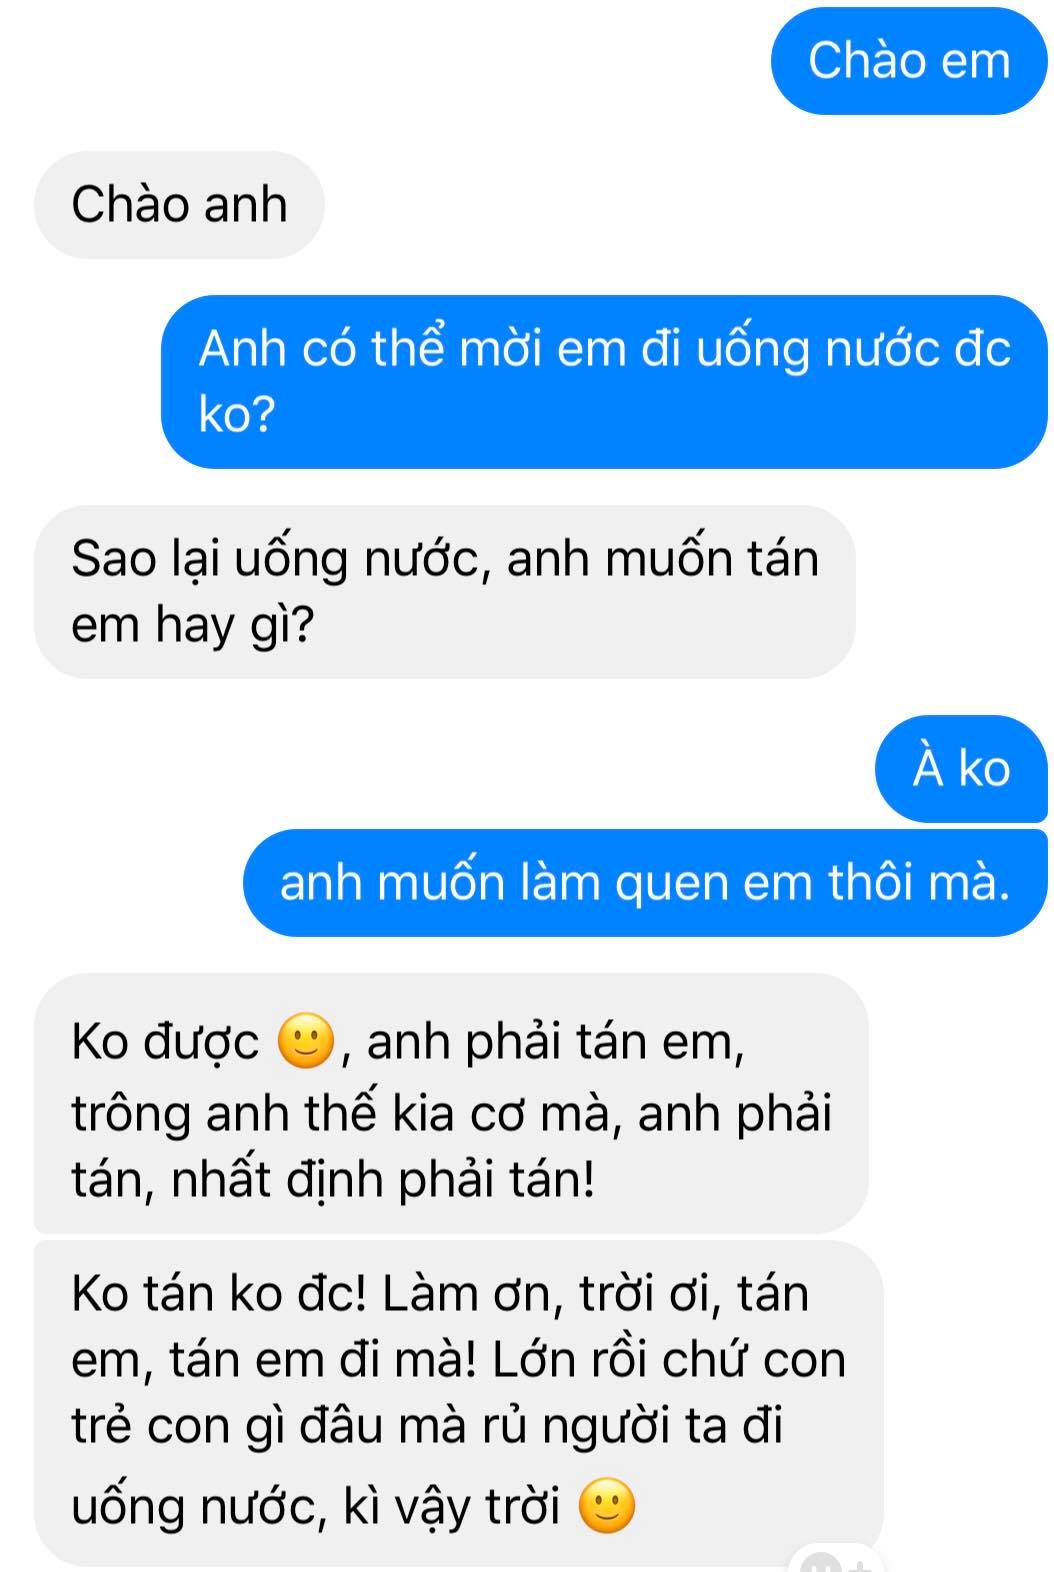 Chào em
Chào anh
Anh có thể mời em đi uống nước đc
ko?
Sao lại uống nước, anh muốn tán
em hay gì?
À ko
anh muốn làm quen em thôi mà.
Ko được 🙂, anh phải tán em,
trông anh thế kia cơ mà, anh phải
tán, nhất định phải tán!
Ko tán ko đc! Làm ơn, trời ơi, tán
em, tán em đi mà! Lớn rồi chứ con
trẻ con gì đâu mà rủ người ta đi
uống nước, kì vậy trời 🙂